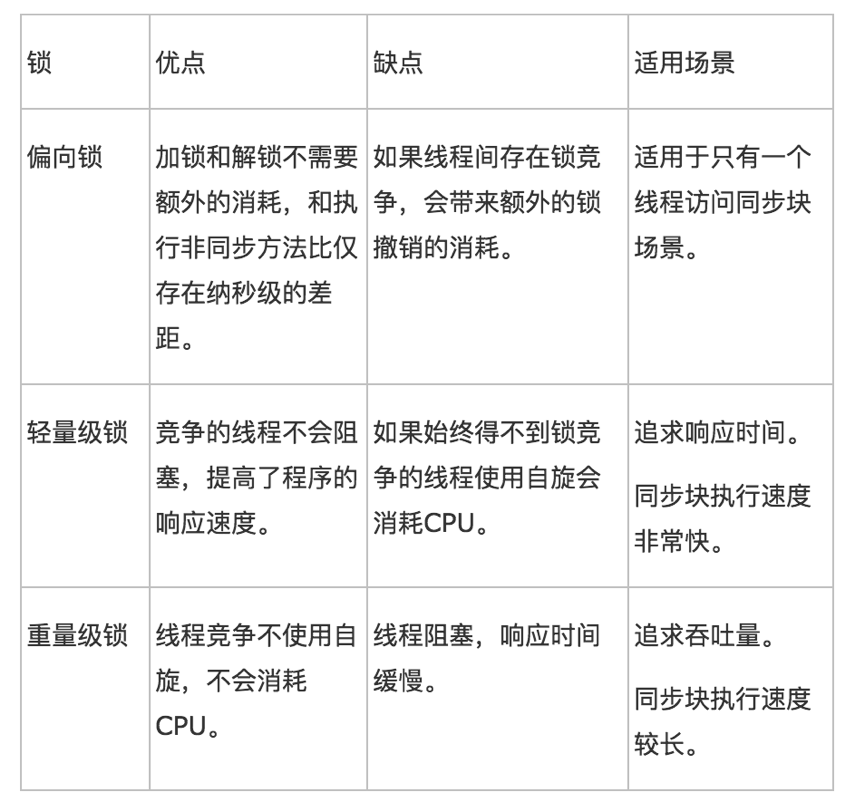 锁
优点
缺点
适用场景
偏向锁
加锁和解锁不需要
额外的消耗，和执
行非同步方法比仅
存在纳秒级的差
距。
如果线程间存在锁竞
争，会带来额外的锁
撤销的消耗。
适用于只有一个
线程访问同步块
场景。
轻量级锁
竞争的线程不会阻
塞，提高了程序的
响应速度。
如果始终得不到锁竞
争的线程使用自旋会
消耗CPU。
追求响应时间。
同步块执行速度
非常快。
重量级锁
线程竞争不使用自
旋，不会消耗
CPU。
线程阻塞，响应时间
缓慢。
追求吞吐量。
同步块执行速度
较长。